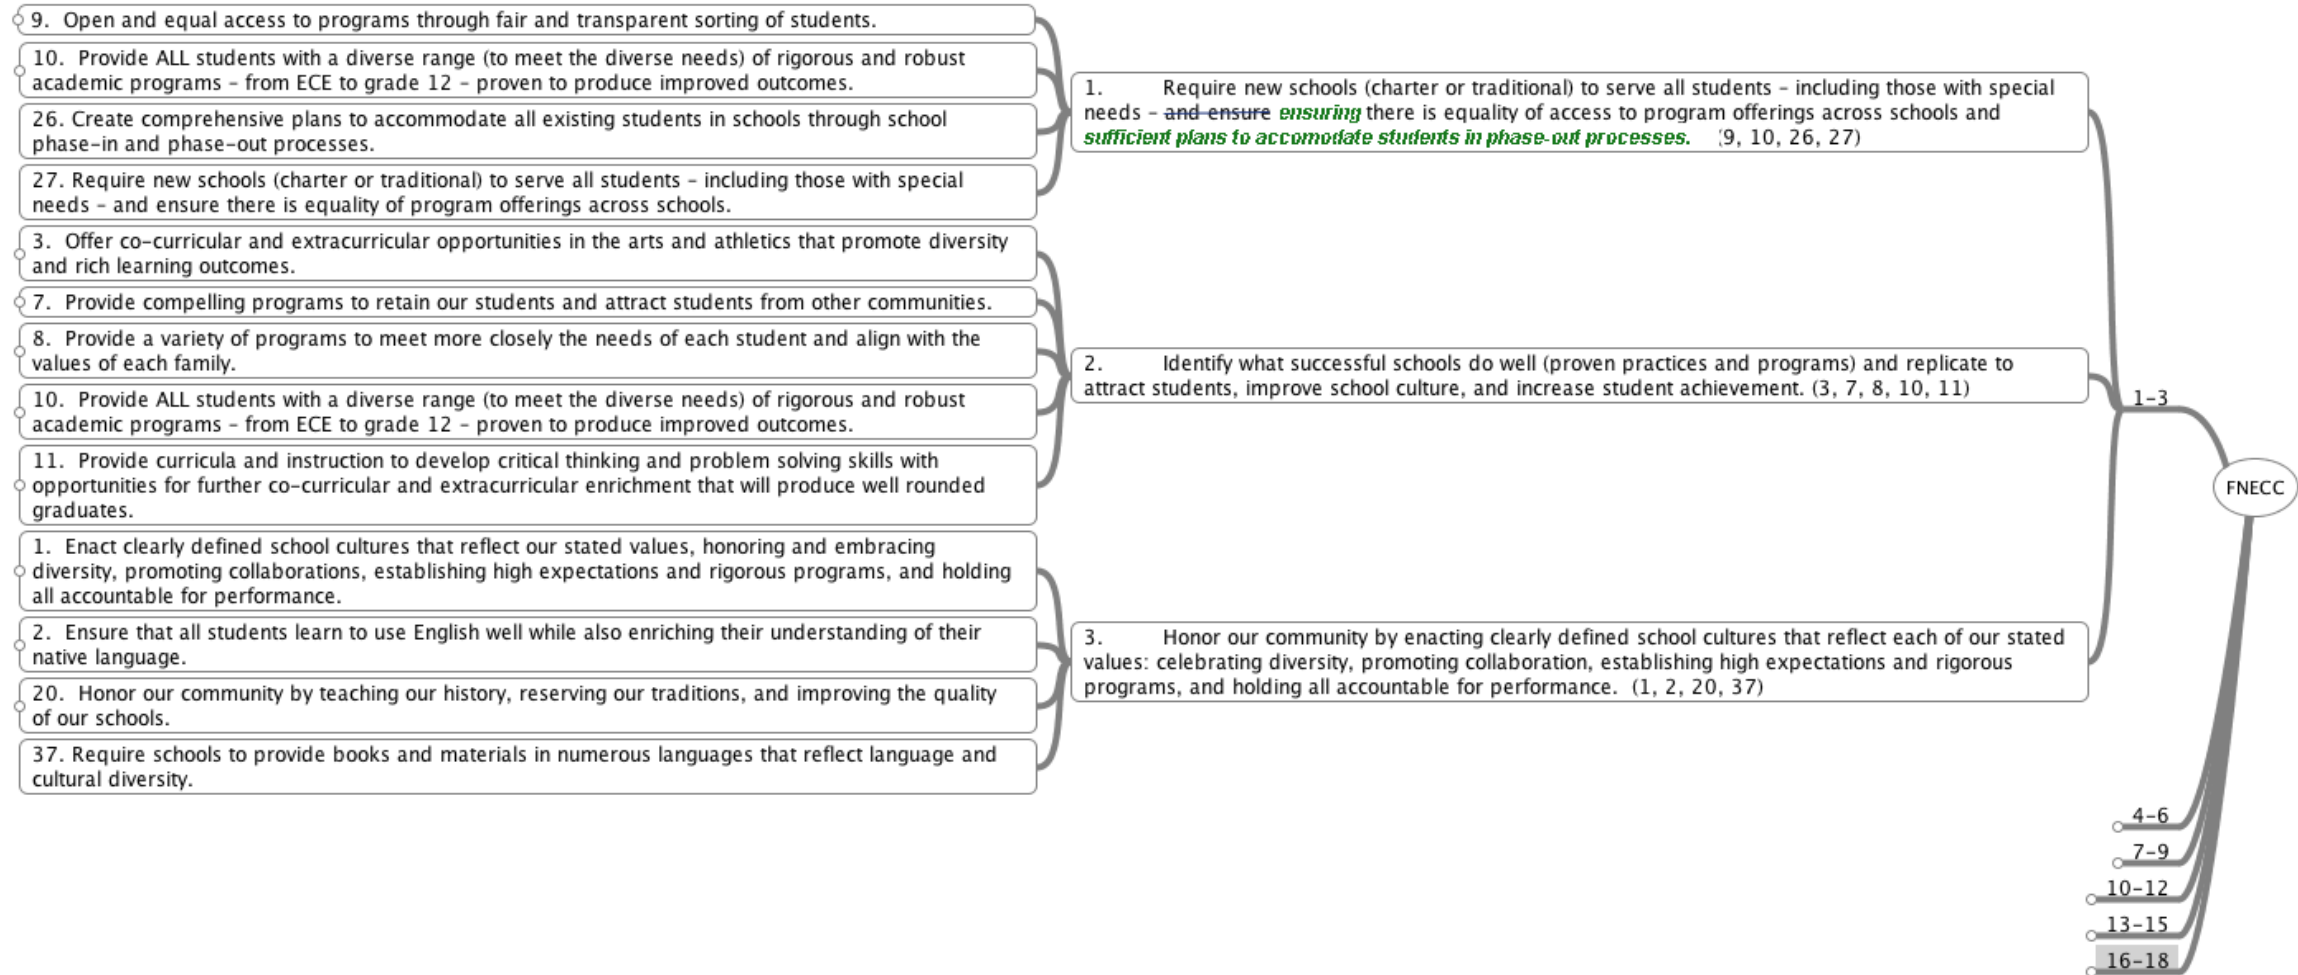 9. Open and equal access to programs through fair and transparent sorting of students.
10. Provide ALL students with a diverse range (to meet the diverse needs) of rigorous and robust
academic programs – from ECE to grade 12 – proven to produce improved outcomes.
26. Create comprehensive plans to accommodate all existing students in schools through school
phase-in and phase-out processes.
27. Require new schools (charter or traditional) to serve all students – including those with special
needs – and ensure there is equality of program offerings across schools.
3. Offer co-curricular and extracurricular opportunities in the arts and athletics that promote diversity
and rich learning outcomes.
7. Provide compelling programs to retain our students and attract students from other communities.
8. Provide a variety of programs to meet more closely the needs of each student and align with the
values of each family.
10. Provide ALL students with a diverse range (to meet the diverse needs) of rigorous and robust
academic programs – from ECE to grade 12 – proven to produce improved outcomes.
11. Provide curricula and instruction to develop critical thinking and problem solving skills with
opportunities for further co-curricular and extracurricular enrichment that will produce well rounded
graduates.
1. Enact clearly defined school cultures that reflect our stated values, honoring and embracing
diversity, promoting collaborations, establishing high expectations and rigorous programs, and holding
all accountable for performance.
2. Ensure that all students learn to use English well while also enriching their understanding of their
native language.
20. Honor our community by teaching our history, reserving our traditions, and improving the quality
of our schools.
37. Require schools to provide books and materials in numerous languages that reflect language and
cultural diversity.
1. Require new schools (charter or traditional) to serve all students – including those with special
needs – and ensure ensuring there is equality of access to program offerings across schools and
sufficient plans to accomodate students in phase-out processes. (9, 10, 26, 27)
2. Identify what successful schools do well (proven practices and programs) and replicate to
attract students, improve school culture, and increase student achievement. (3, 7, 8, 10, 11)
3. Honor our community by enacting clearly defined school cultures that reflect each of our stated
values: celebrating diversity, promoting collaboration, establishing high expectations and rigorous
programs, and holding all accountable for performance. (1, 2, 20, 37)
1-3
FNECC
4-6
7-9
10-12
13-15
16-18